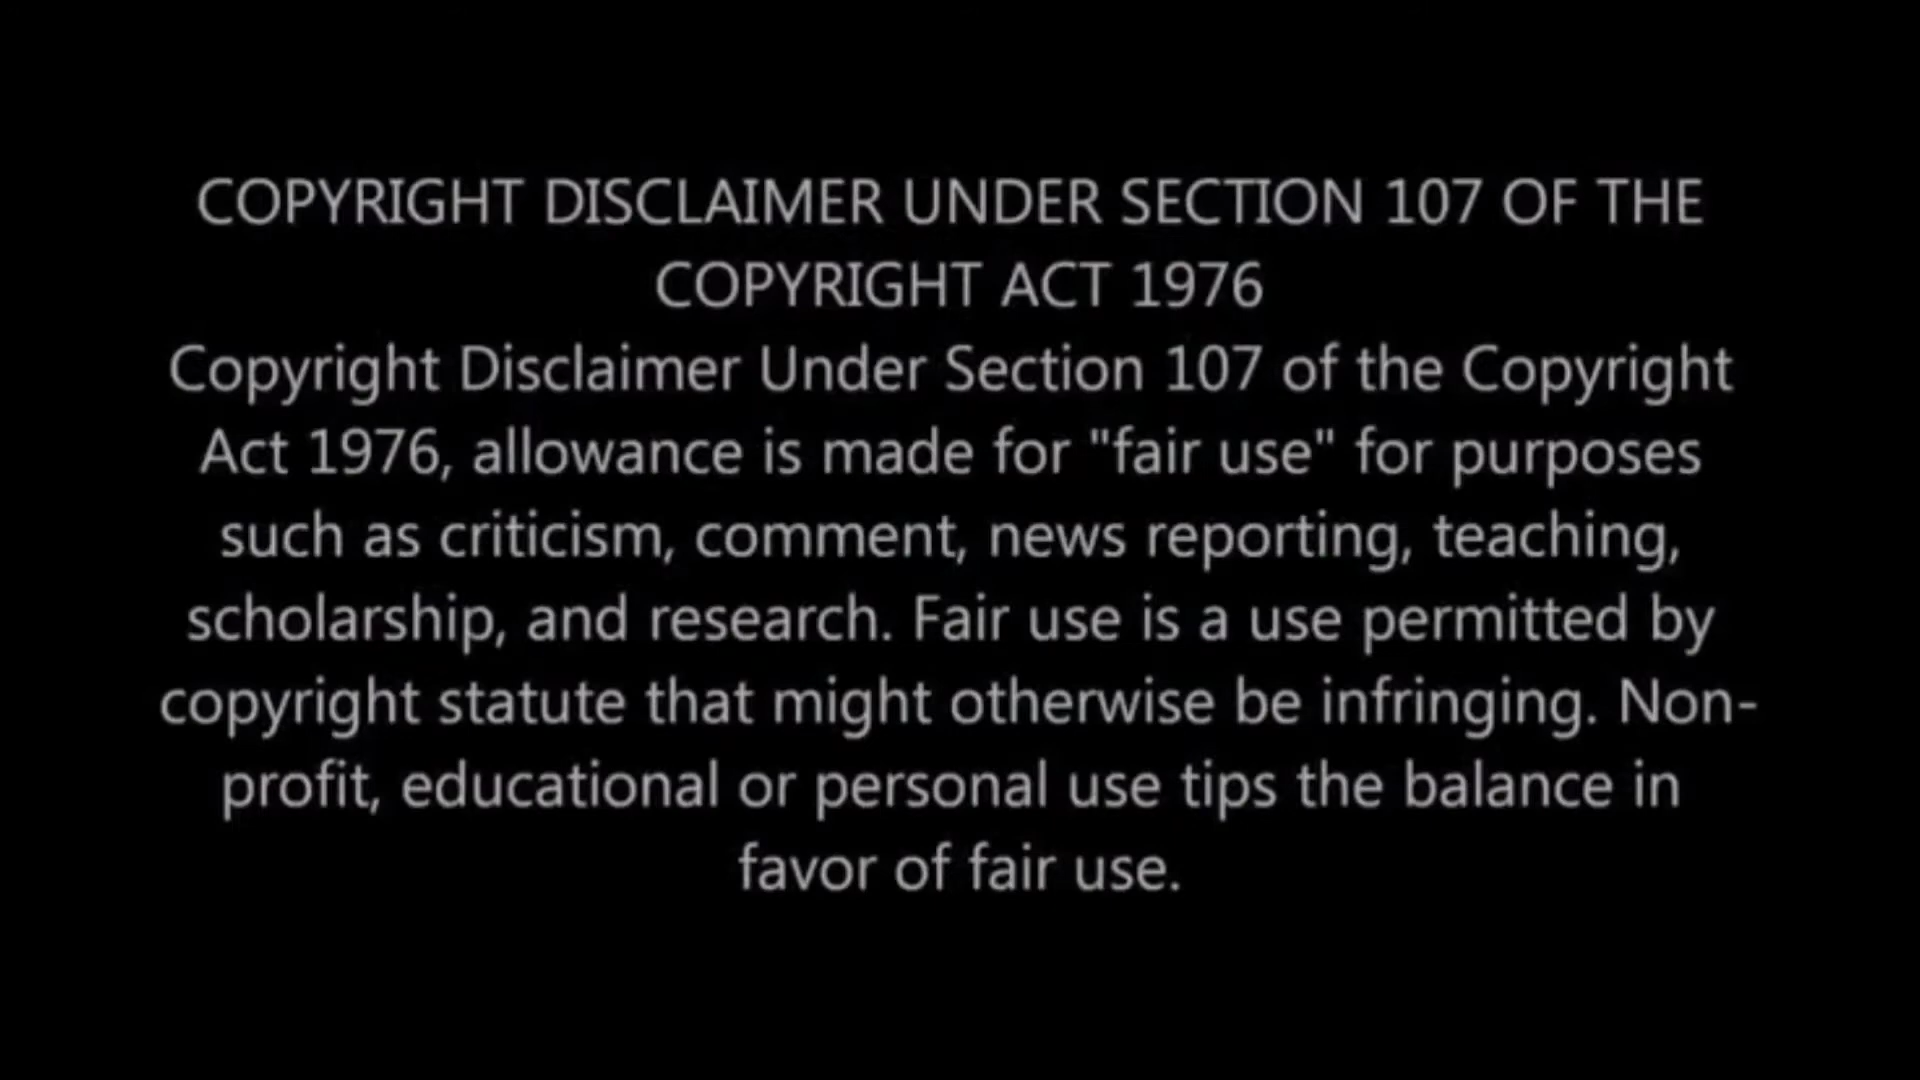 COPYRIGHT DISCLAIMER UNDER SECTION 107 OF THE
COPYRIGHT ACT 1976
Copyright Disclaimer Under Section 107 of the Copyright
Act 1976, allowance is made for "fair use" for purposes
such as criticism, comment, news reporting, teaching,
scholarship, and research. Fair use is a use permitted by
copyright statute that might otherwise be infringing. Non-
profit, educational or personal use tips the balance in
favor of fair use.